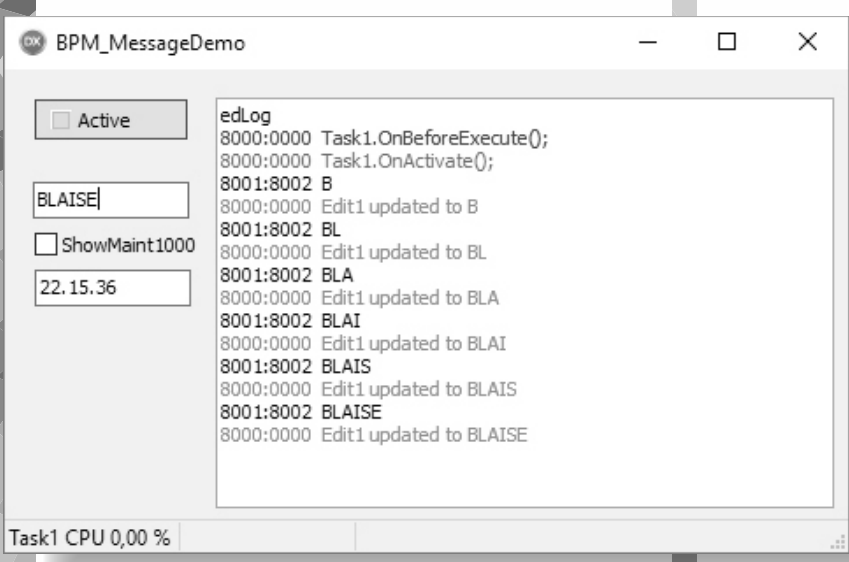 DX BPM_MessageDemo
Active
BLAISE
ShowMaint1000
22.15.36
edLog
8000:0000 Task1.OnBeforeExecute();
8000:0000 Task1.OnActivate();
8001:8002 B
8000:0000 Edit1 updated to B
8001:8002 BL
8000:0000 Edit1 updated to BL
8001:8002 BLA
8000:0000 Edit1 updated to BLA
8001:8002 BLAI
8000:0000 Edit1 updated to BLAI
8001:8002 BLAIS
8000:0000 Edit1 updated to BLAIS
8001:8002 BLAISE
8000:0000 Edit1 updated to BLAISE
Task1 CPU 0,00 %